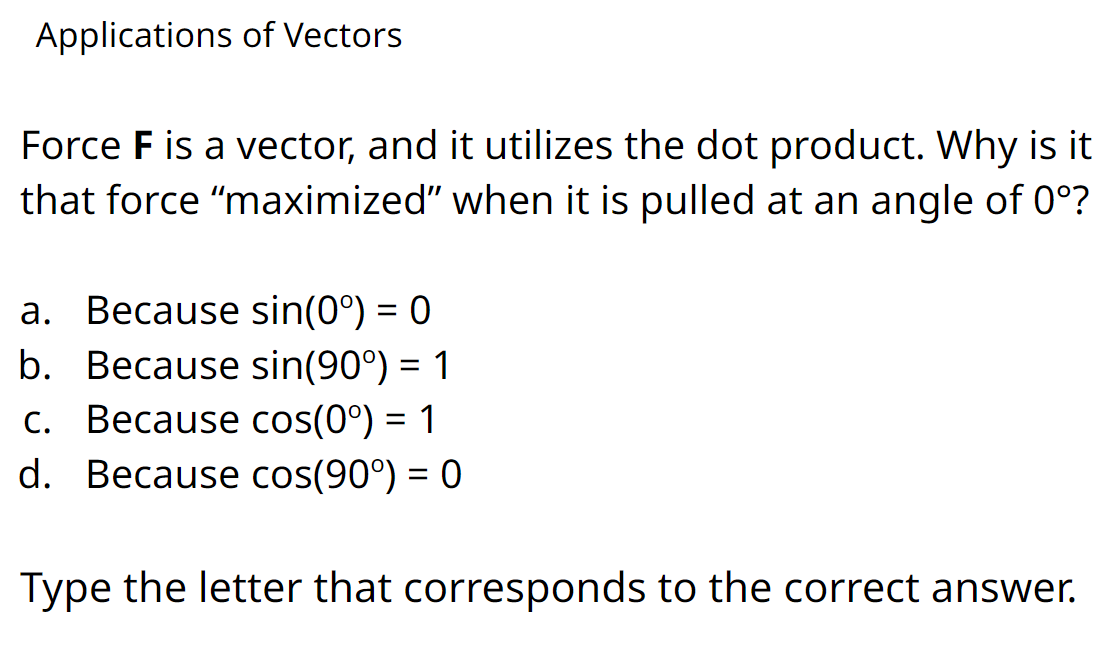 Applications of Vectors
Force F is a vector, and it utilizes the dot product. Why is it
that force “maximized” when it is pulled at an angle of 0°?
a. Because sin(0º) = 0
b. Because sin(90º) = 1
c. Because cos(0º) = 1
d. Because cos(90º) = 0
Type the letter that corresponds to the correct answer.